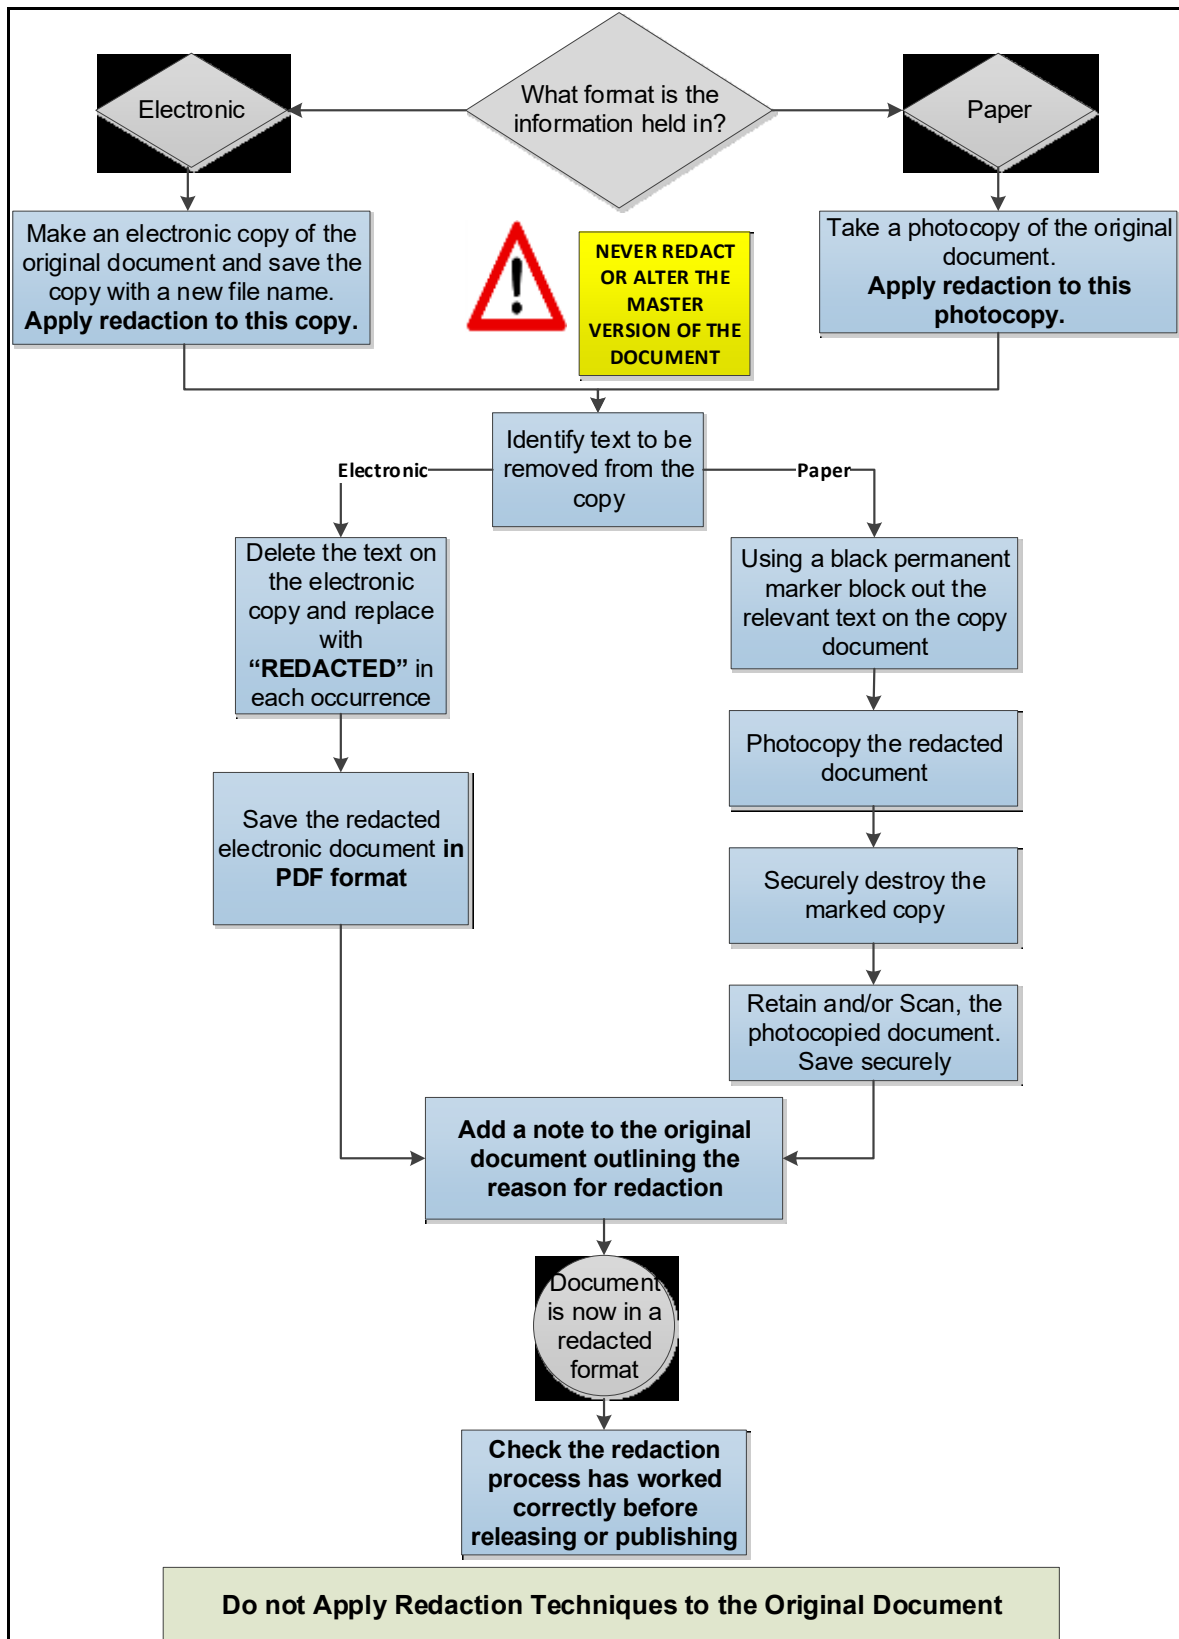 What format is the
information held in?
Electronic
Paper
Make an electronic copy of the
original document and save the
copy with a new file name.
Apply redaction to this copy.
!
NEVER REDACT
OR ALTER THE
MASTER
VERSION OF THE
DOCUMENT
Take a photocopy of the original
document.
Apply redaction to this
photocopy.
Identify text to be
removed from the
copy
Electronic
Paper
Delete the text on
the electronic
copy and replace
with
“REDACTED” in
each occurrence
Save the redacted
electronic document in
PDF format
Using a black permanent
marker block out the
relevant text on the copy
document
Photocopy the redacted
document
Securely destroy the
marked copy
Retain and/or Scan, the
photocopied document.
Save securely
Add a note to the original
document outlining the
reason for redaction
Document
is now in a
redacted
format
Check the redaction
process has worked
correctly before
releasing or publishing
Do not Apply Redaction Techniques to the Original Document